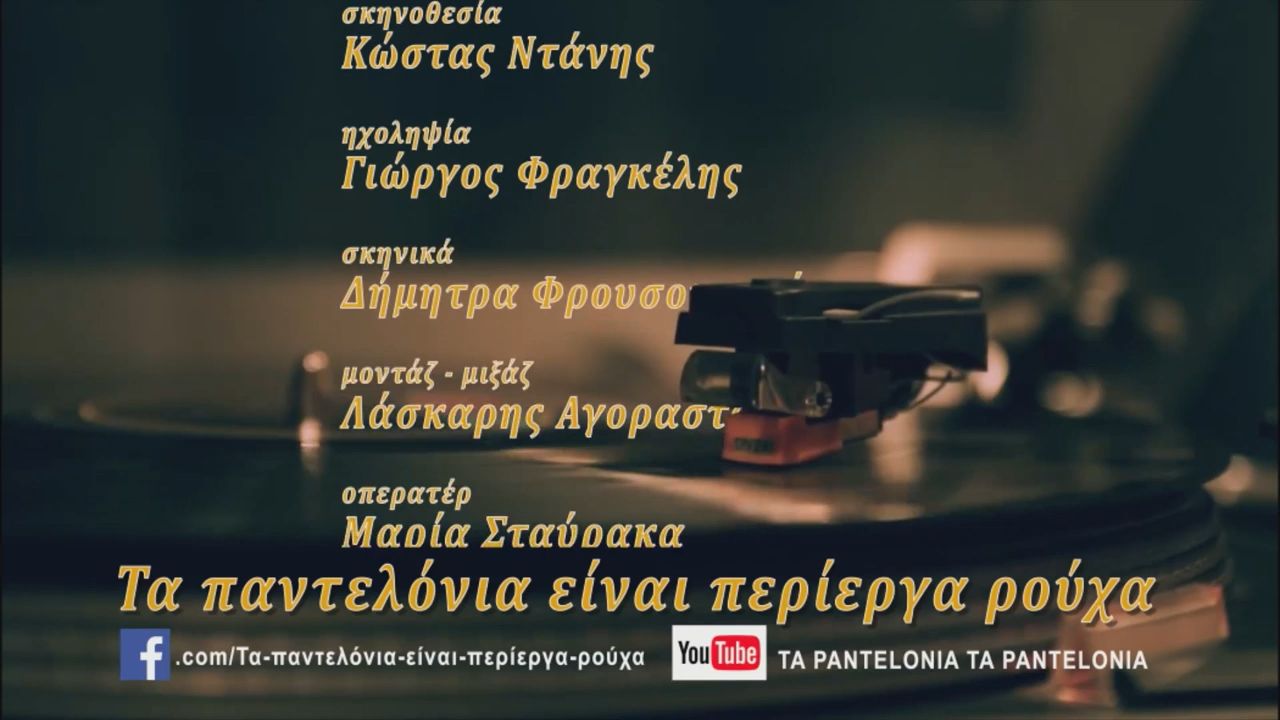 σκηνοθεσία
Κώστας Ντάνης
ηχοληψία
Γιώργος Φραγκέλης
σκηνικά
Δήμητρα
μοντάζ - μιξάζ
Λάσκαρης
οπερατέρ
Μαρία Σταύρακα
Τα παντελόνια είναι περίεργα ρούχα
.com/Τα-παντελόνια-είναι-περίεργα-ρούχα
YouTube TA PANTELONIA TA PANTELONIA